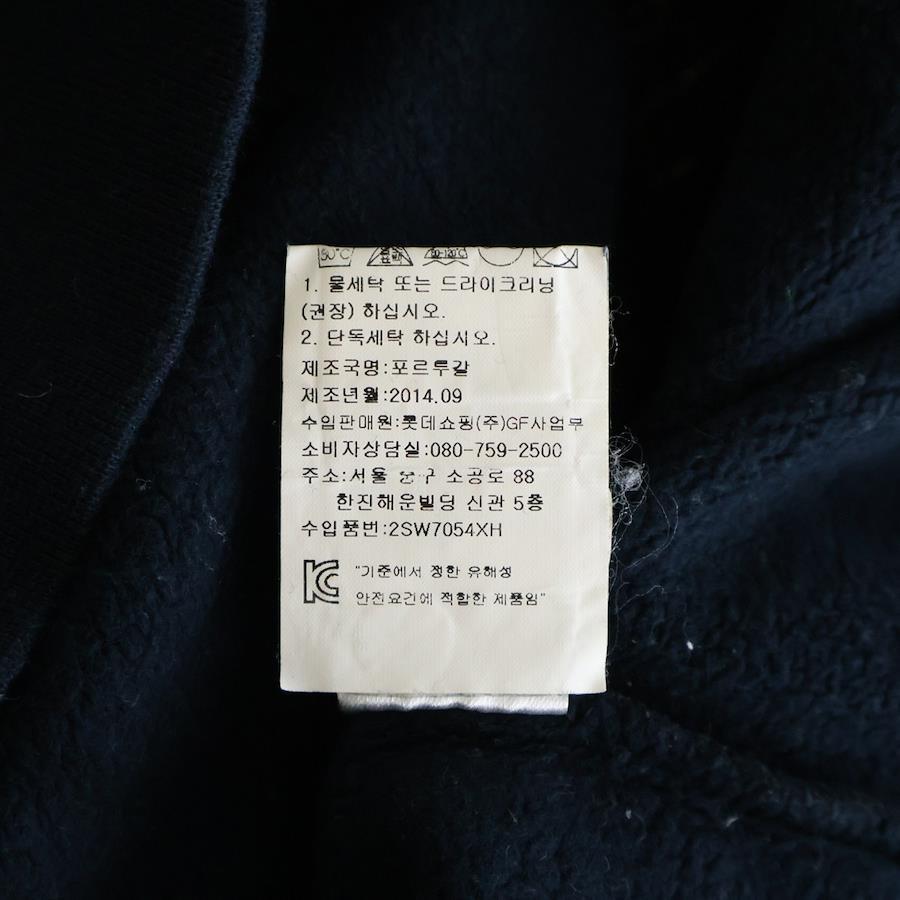 1. 물세탁 또는 드라이크리닝
(권장) 하십시오.
2. 단독세탁 하십시오.
제조국명:포르투갈
제조년월:2014.09
수입판매원:롯데쇼핑(주)GF사업부
소비자상담실:080-759-2500
주소:서울 소공로 88
한진해운빌딩 신관 5층
수입품번:2SW7054XH
"기준에서 정한 유해성
안전요건에 적합한 제품임"